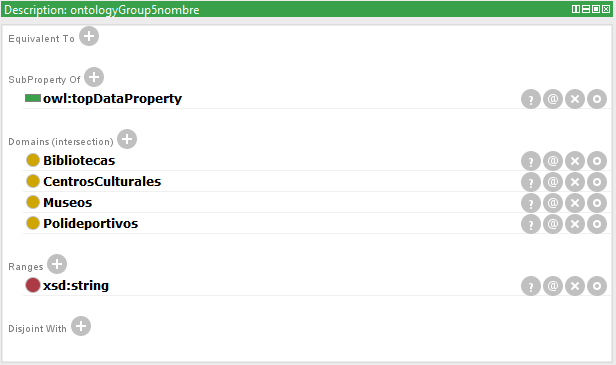 Description: ontologyGroup5nombre
Equivalent To
SubProperty Of
owl:topDataProperty
Domains (intersection)
Bibliotecas
CentrosCulturales
Museos
Polideportivos
Ranges
xsd:string
Disjoint With